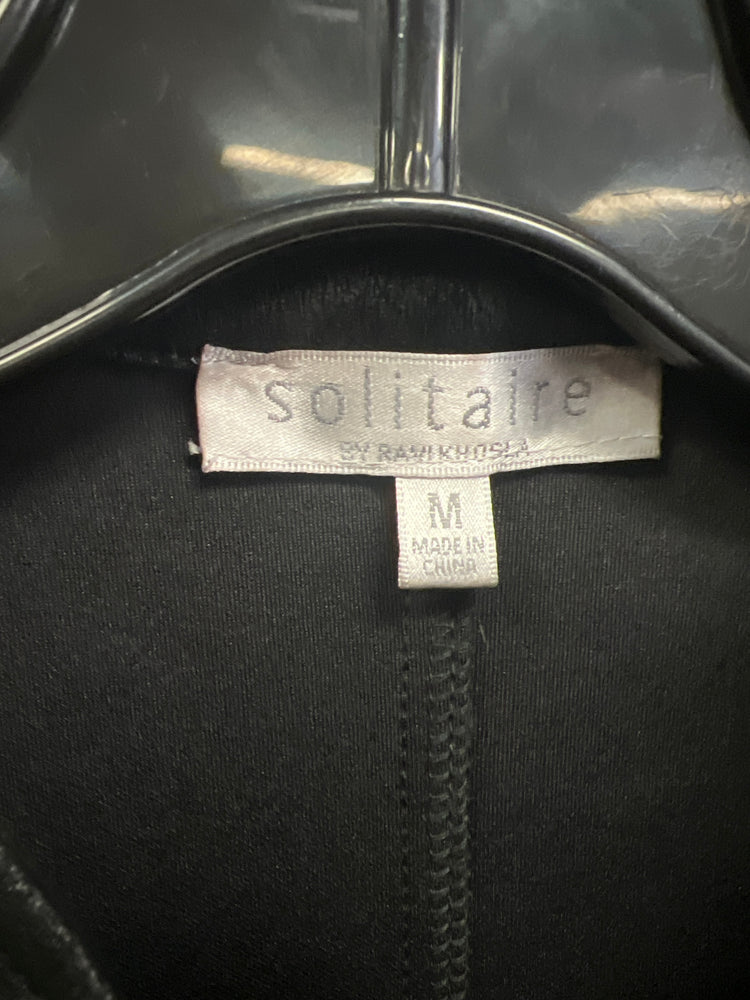 solitaire
BY RAVI KHOSLA
M
MADE IN
CHINA